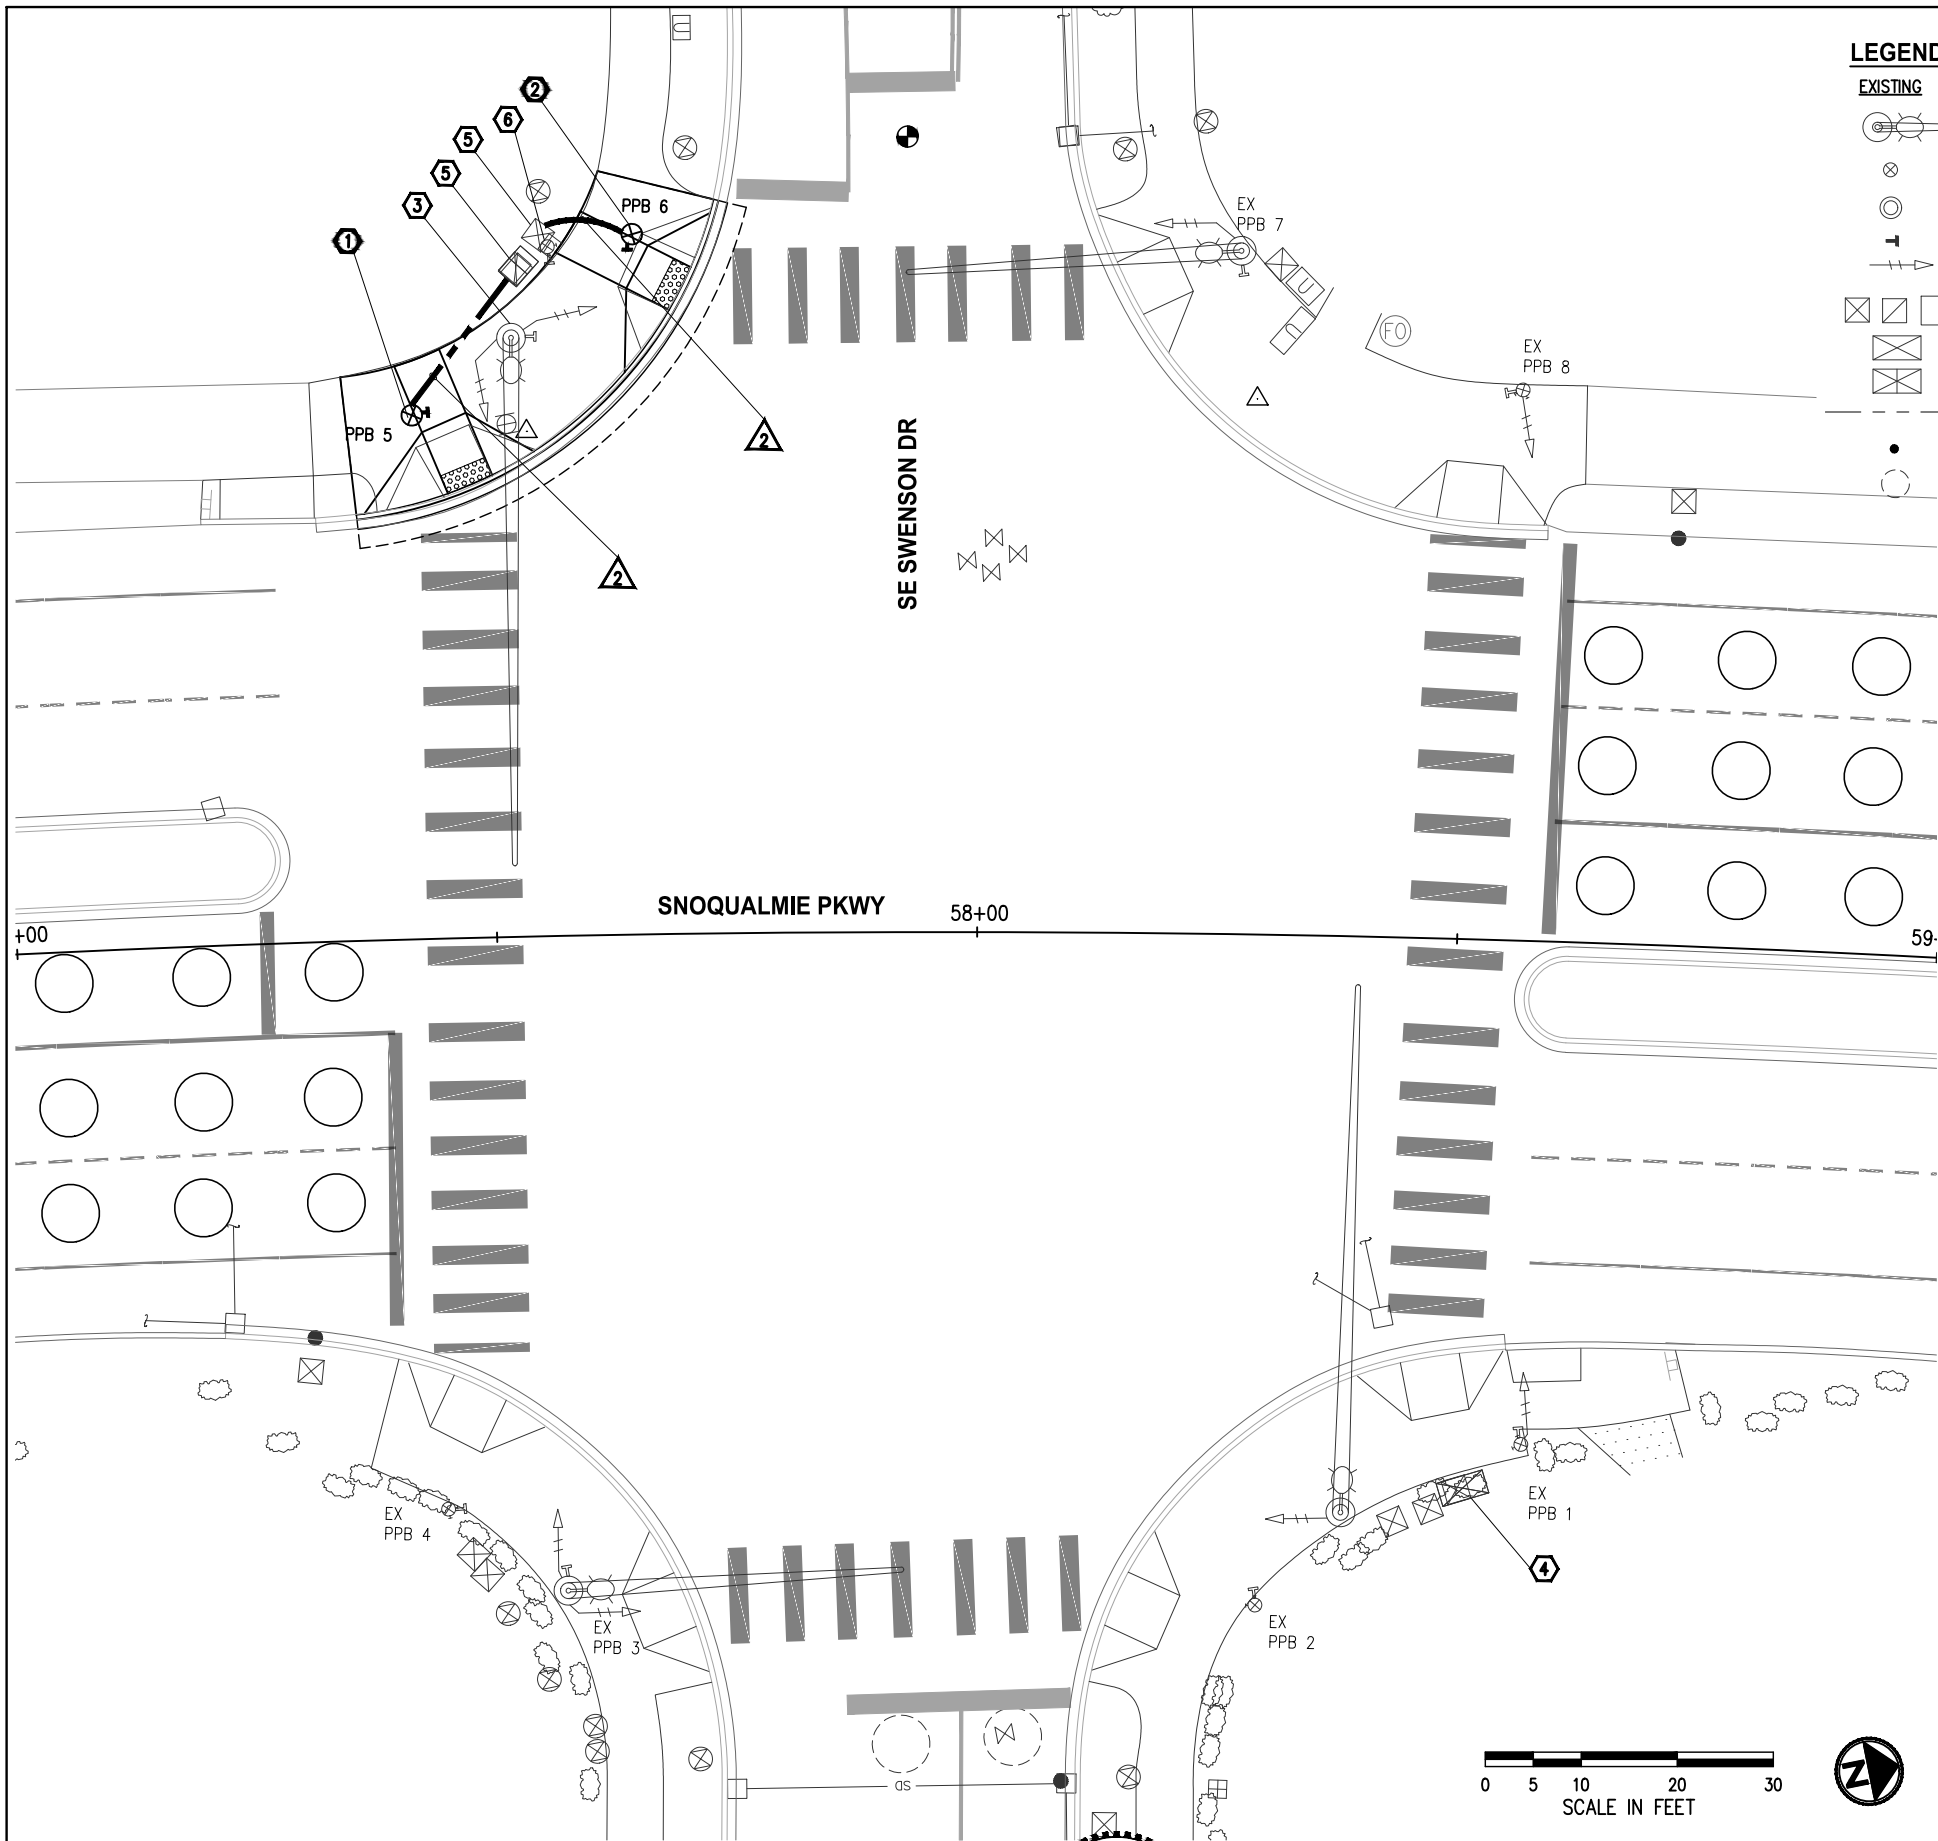 LEGEND
EXISTING
2
6
5
5
3
1
PPB 6
PPB 5
2
2
EX
PPB 7
FO
EX
PPB 8
SE SWENSON DR
SNOQUALMIE PKWY
58+00
+00
59-
EX
PPB 4
EX
PPB 3
EX
PPB 1
4
EX
PPB 2
SD
0 5 10 20 30
SCALE IN FEET
N